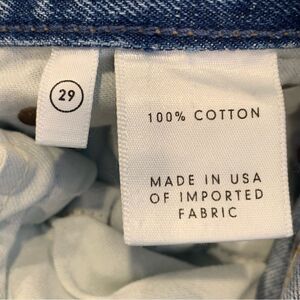 29
100% COTTON
MADE IN USA
OF IMPORTED
FABRIC